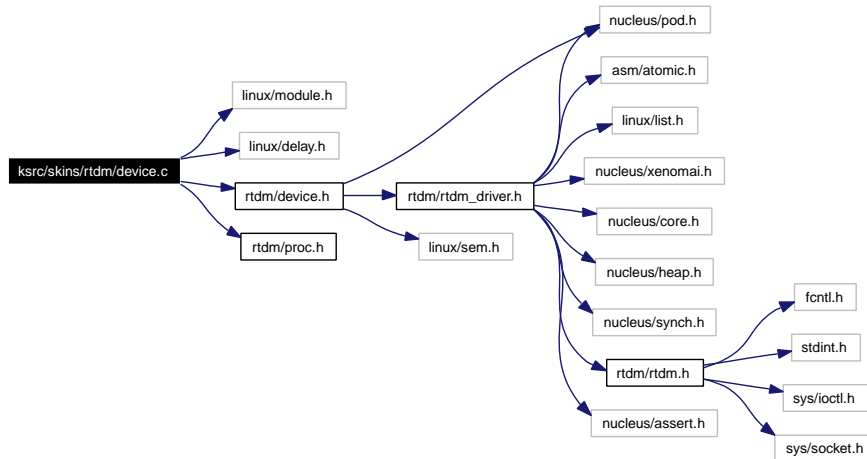 nucleus/pod.h
asm/atomic.h
linux/module.h
linux/list.h
linux/delay.h
ksrc/skins/rtdm/device.c
nucleus/xenomai.h
rtdm/device.h
rtdm/rtdm_driver.h
nucleus/core.h
rtdm/proc.h
linux/sem.h
nucleus/heap.h
fcntl.h
nucleus/synch.h
stdint.h
rtdm/rtdm.h
sys/ioctl.h
nucleus/assert.h
sys/socket.h